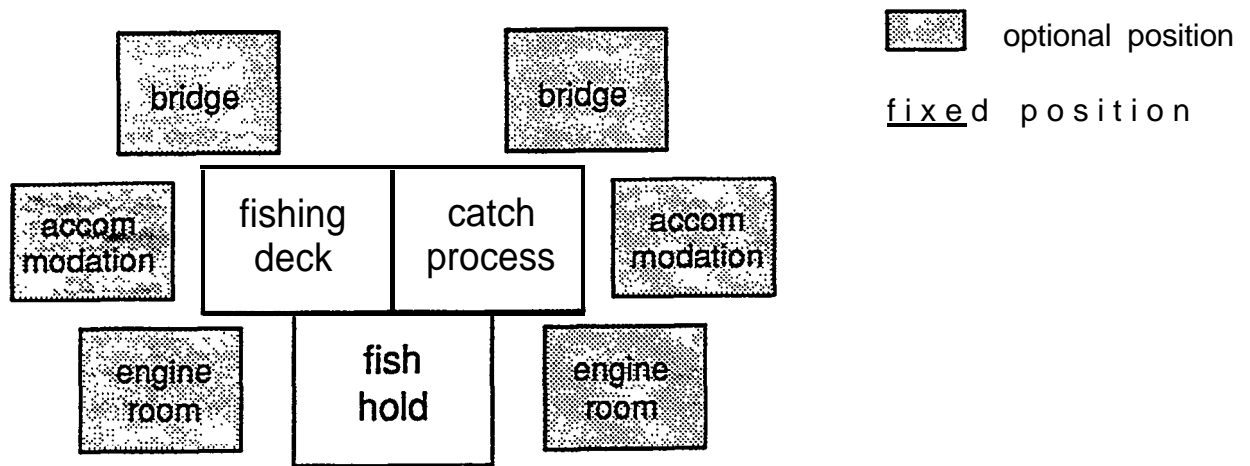 bridge
bridge
optional position
fixed position
accom
modation
fishing
deck
catch
process
accom
modation
engine
room
fish
hold
engine
room